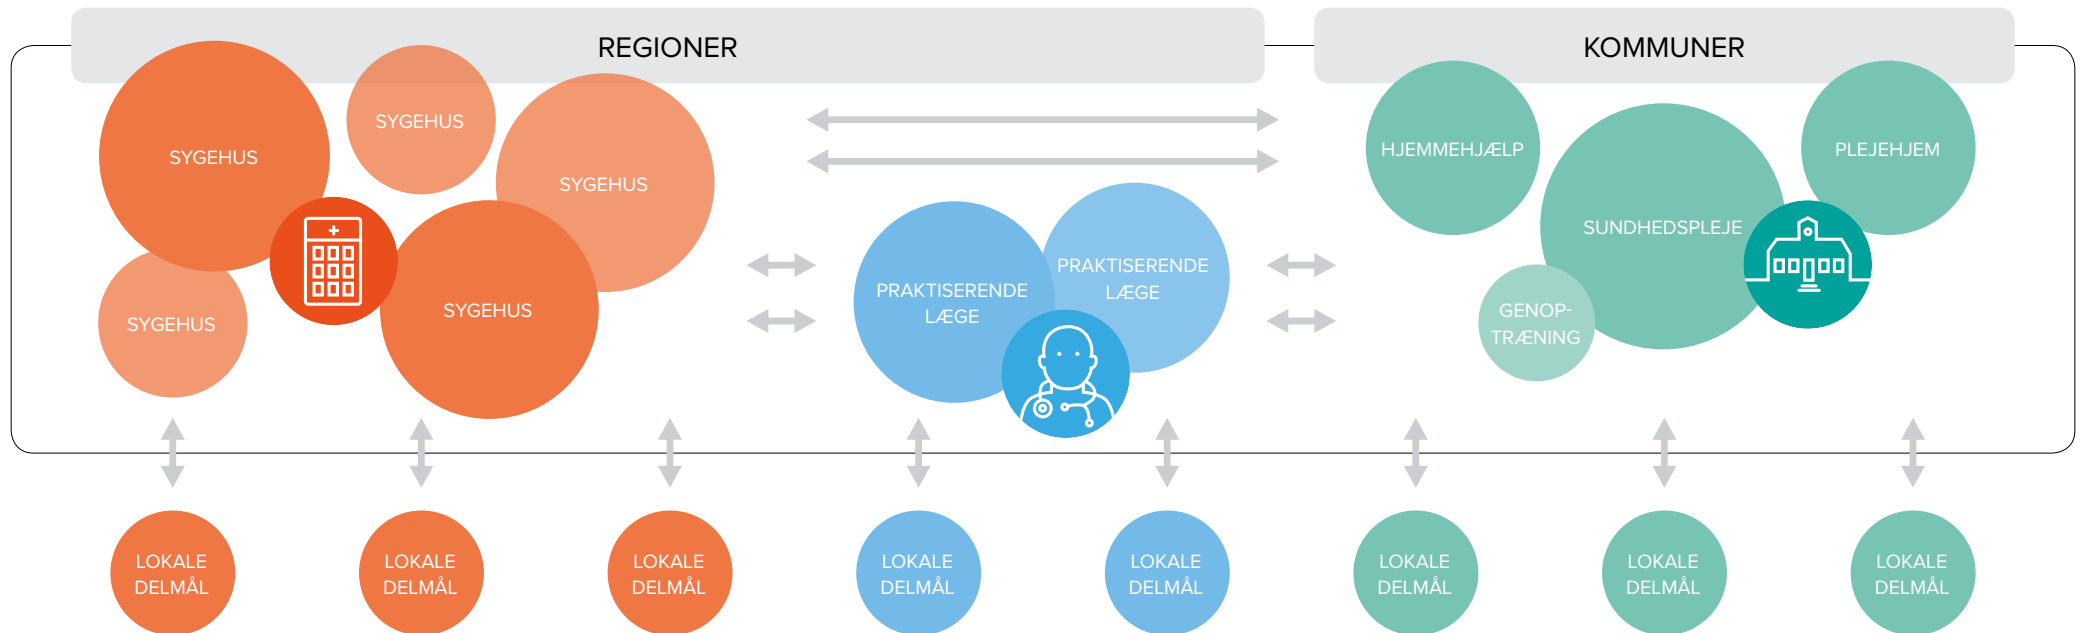 REGIONER
KOMMUNER
SYGEHUS
SYGEHUS
SYGEHUS
SYGEHUS
SYGEHUS
PRAKTISERENDE
LÆGE
PRAKTISERENDE
LÆGE
HJEMMEHJÆLP
SUNDHEDSPLEJE
PLEJEHJEM
GENOP-
TRÆNING
LOKALE
DELMÅL
LOKALE
DELMÅL
LOKALE
DELMÅL
LOKALE
DELMÅL
LOKALE
DELMÅL
LOKALE
DELMÅL
LOKALE
DELMÅL
LOKALE
DELMÅL